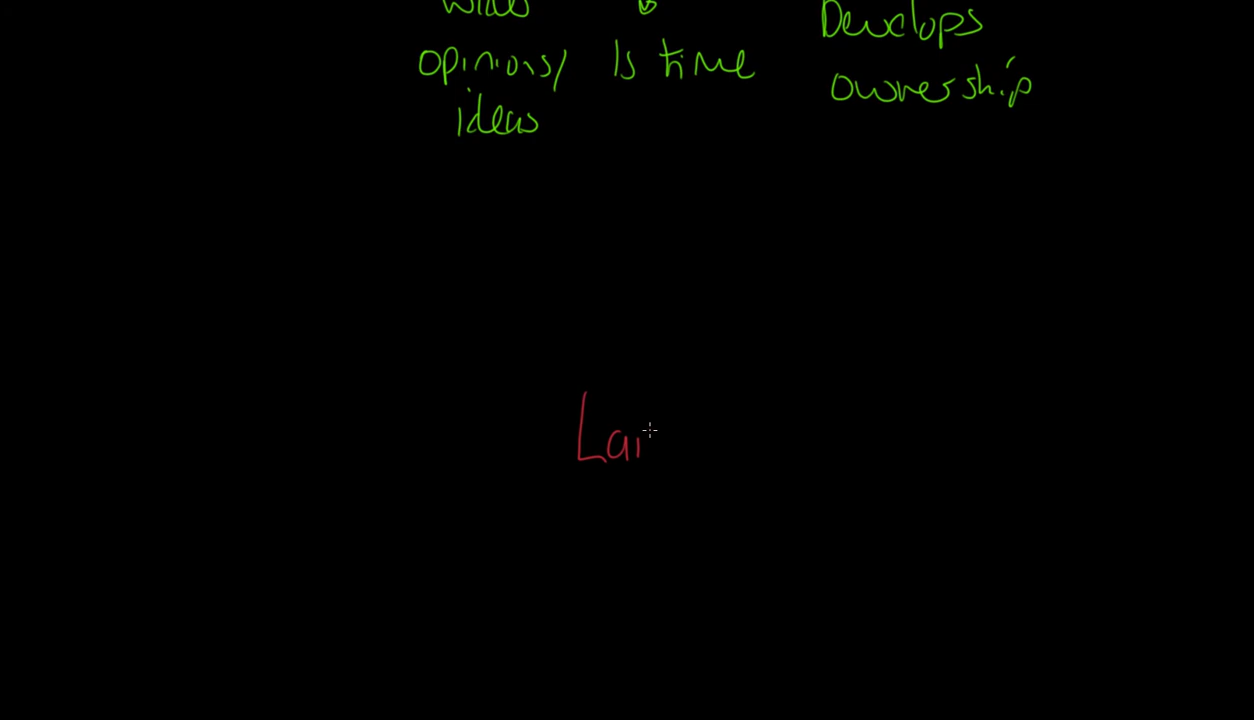 Develops
opinions/ Is time
ownership
ideas
Lai